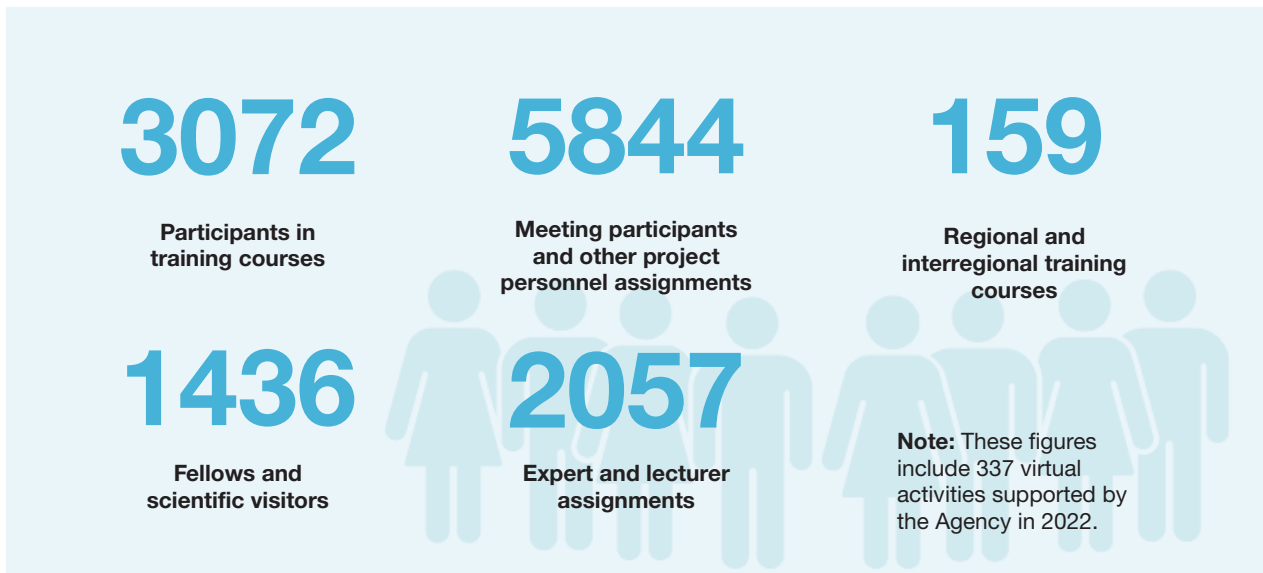 3072
Participants in
training courses
5844
Meeting participants
and other project
personnel assignments
159
Regional and
interregional training
courses
1436
Fellows and
scientific visitors
2057
Expert and lecturer
assignments
Note: These figures
include 337 virtual
activities supported by
the Agency in 2022.